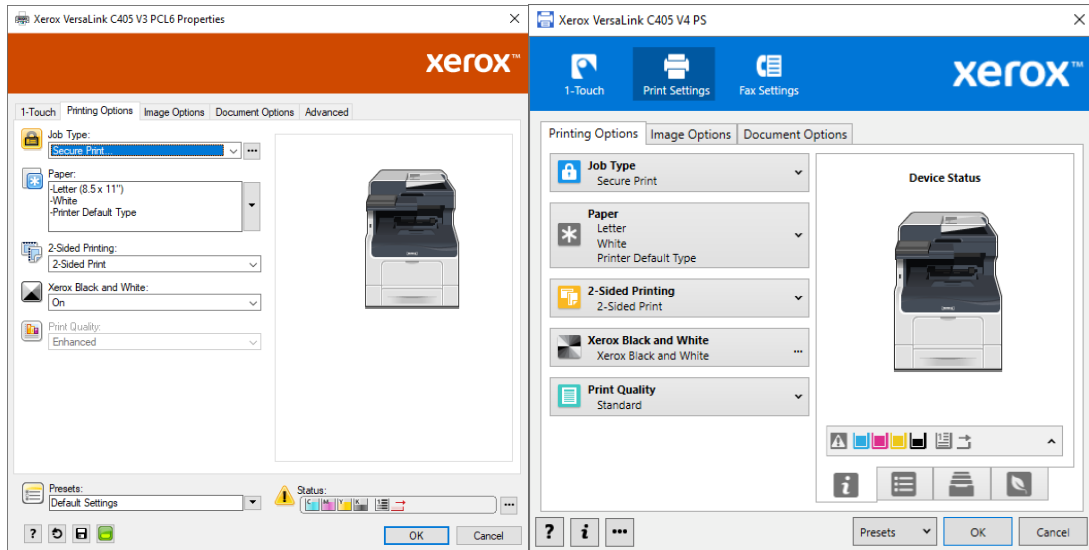 Xerox VersaLink C405 V3 PCL6 Properties
xerox™
1-Touch Printing Options Image Options Document Options Advanced
Job Type:
Secure Print...
Paper:
-Letter (8.5 x 11")
-White
-Printer Default Type
2-Sided Printing:
2-Sided Print
Xerox Black and White:
On
Print Quality:
Enhanced
Presets:
Default Settings
Status:
C M Y K
? OK Cancel
Xerox VersaLink C405 V4 PS
1-Touch Print Settings Fax Settings
xerox™
Printing Options Image Options Document Options
Job Type
Secure Print
Paper
Letter
White
Printer Default Type
2-Sided Printing
2-Sided Print
Xerox Black and White
Xerox Black and White
...
Print Quality
Standard
Device Status
? i ... Presets OK Cancel